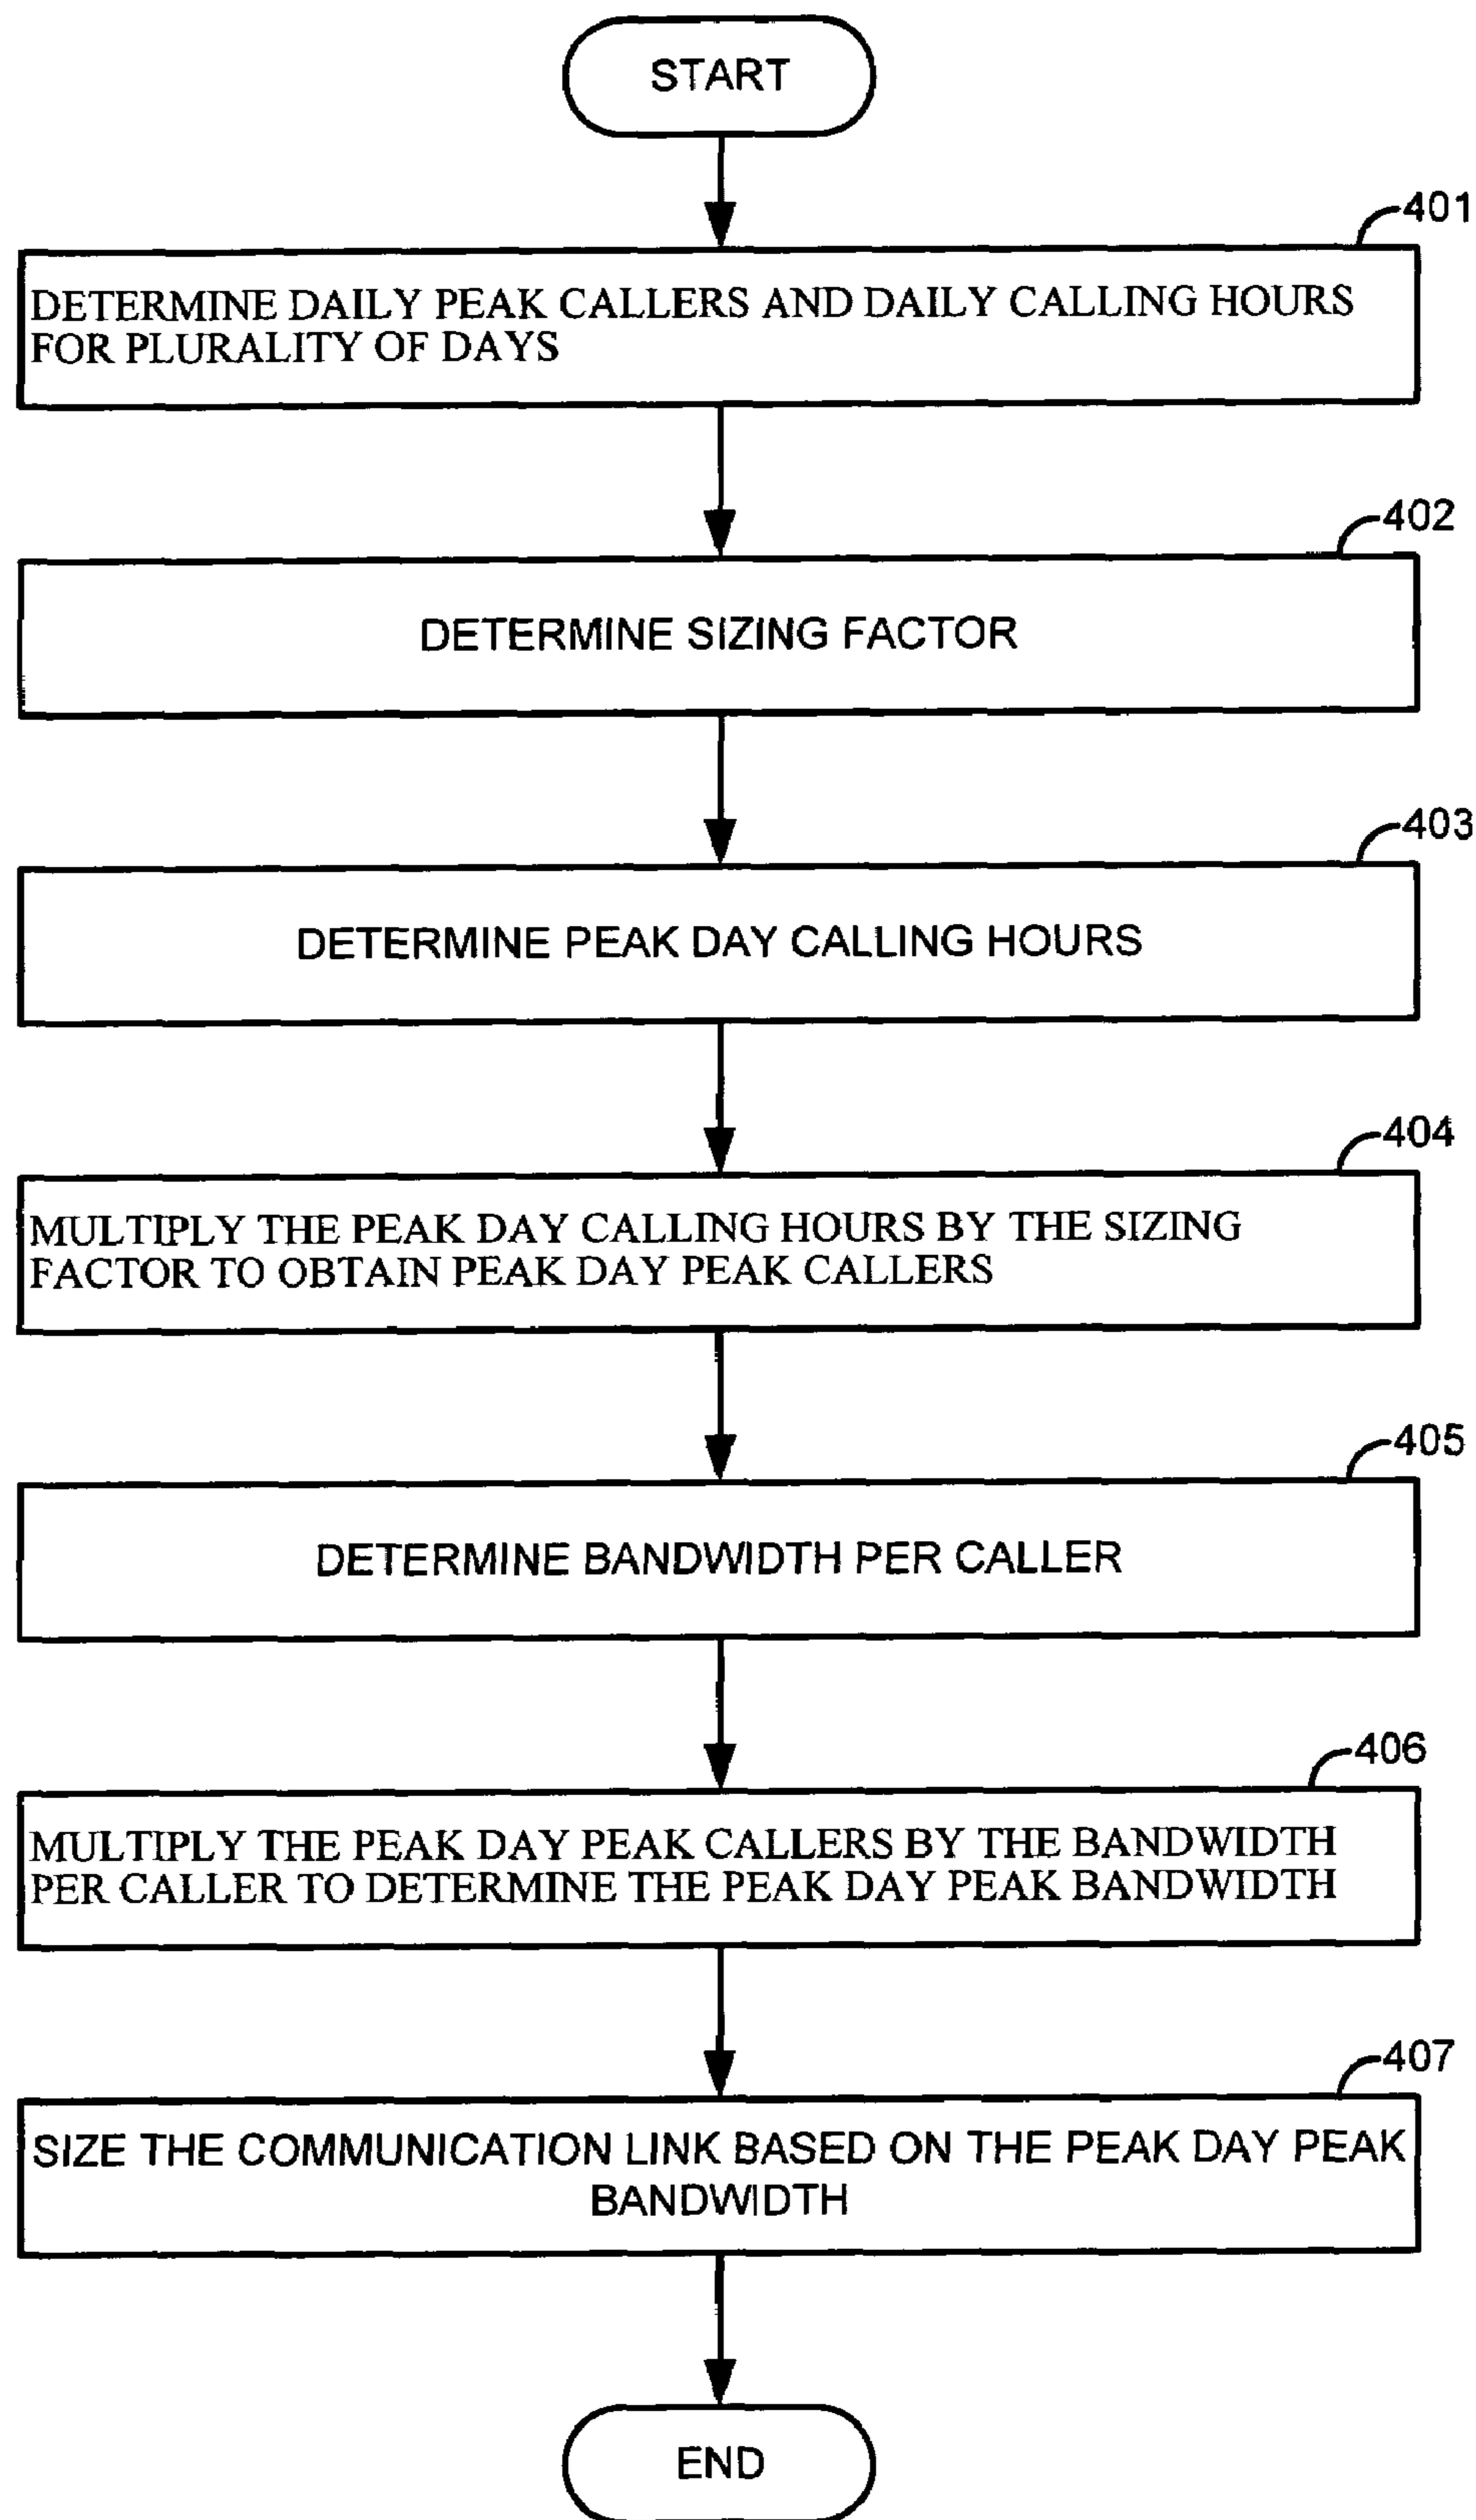 START
401
DETERMINE DAILY PEAK CALLERS AND DAILY CALLING HOURS
FOR PLURALITY OF DAYS
402
DETERMINE SIZING FACTOR
403
DETERMINE PEAK DAY CALLING HOURS
404
MULTIPLY THE PEAK DAY CALLING HOURS BY THE SIZING
FACTOR TO OBTAIN PEAK DAY PEAK CALLERS
405
DETERMINE BANDWIDTH PER CALLER
406
MULTIPLY THE PEAK DAY PEAK CALLERS BY THE BANDWIDTH
PER CALLER TO DETERMINE THE PEAK DAY PEAK BANDWIDTH
407
SIZE THE COMMUNICATION LINK BASED ON THE PEAK DAY PEAK
BANDWIDTH
END